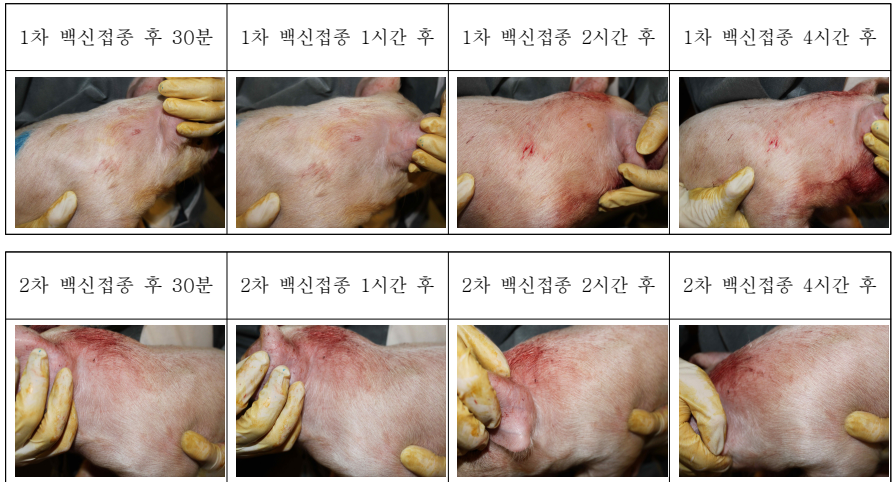 1차 백신접종 후 30분
1차 백신접종 1시간 후
1차 백신접종 2시간 후
1차 백신접종 4시간 후
2차 백신접종 후 30분
2차 백신접종 1시간 후
2차 백신접종 2시간 후
2차 백신접종 4시간 후